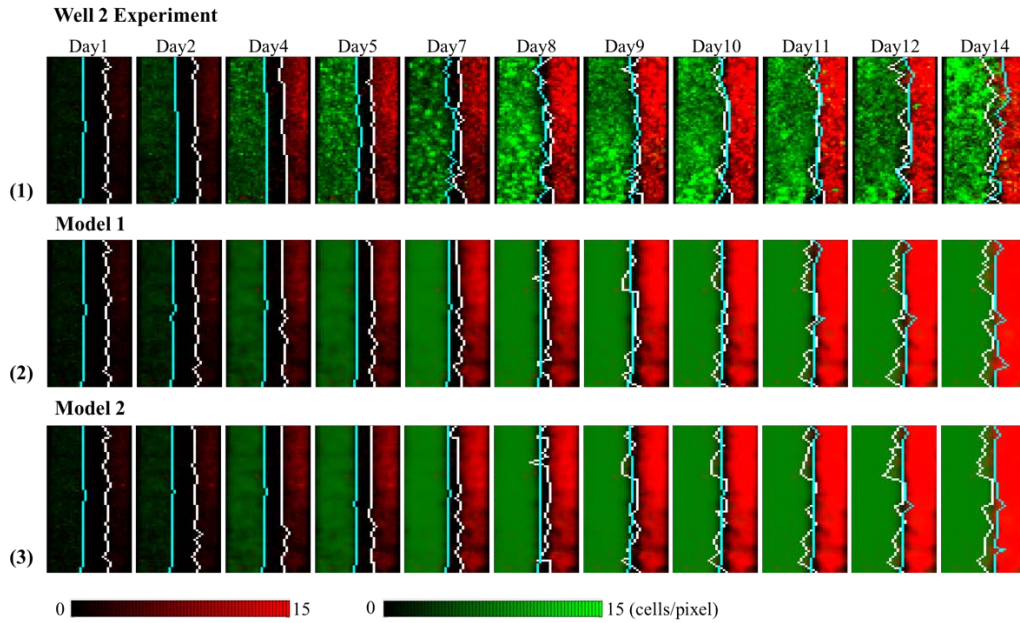 Well 2 Experiment
Day1 Day2 Day4 Day5 Day7 Day8 Day9 Day10 Day11 Day12 Day14
(1)
Model 1
(2)
Model 2
(3)
0 15 0 15 (cells/pixel)